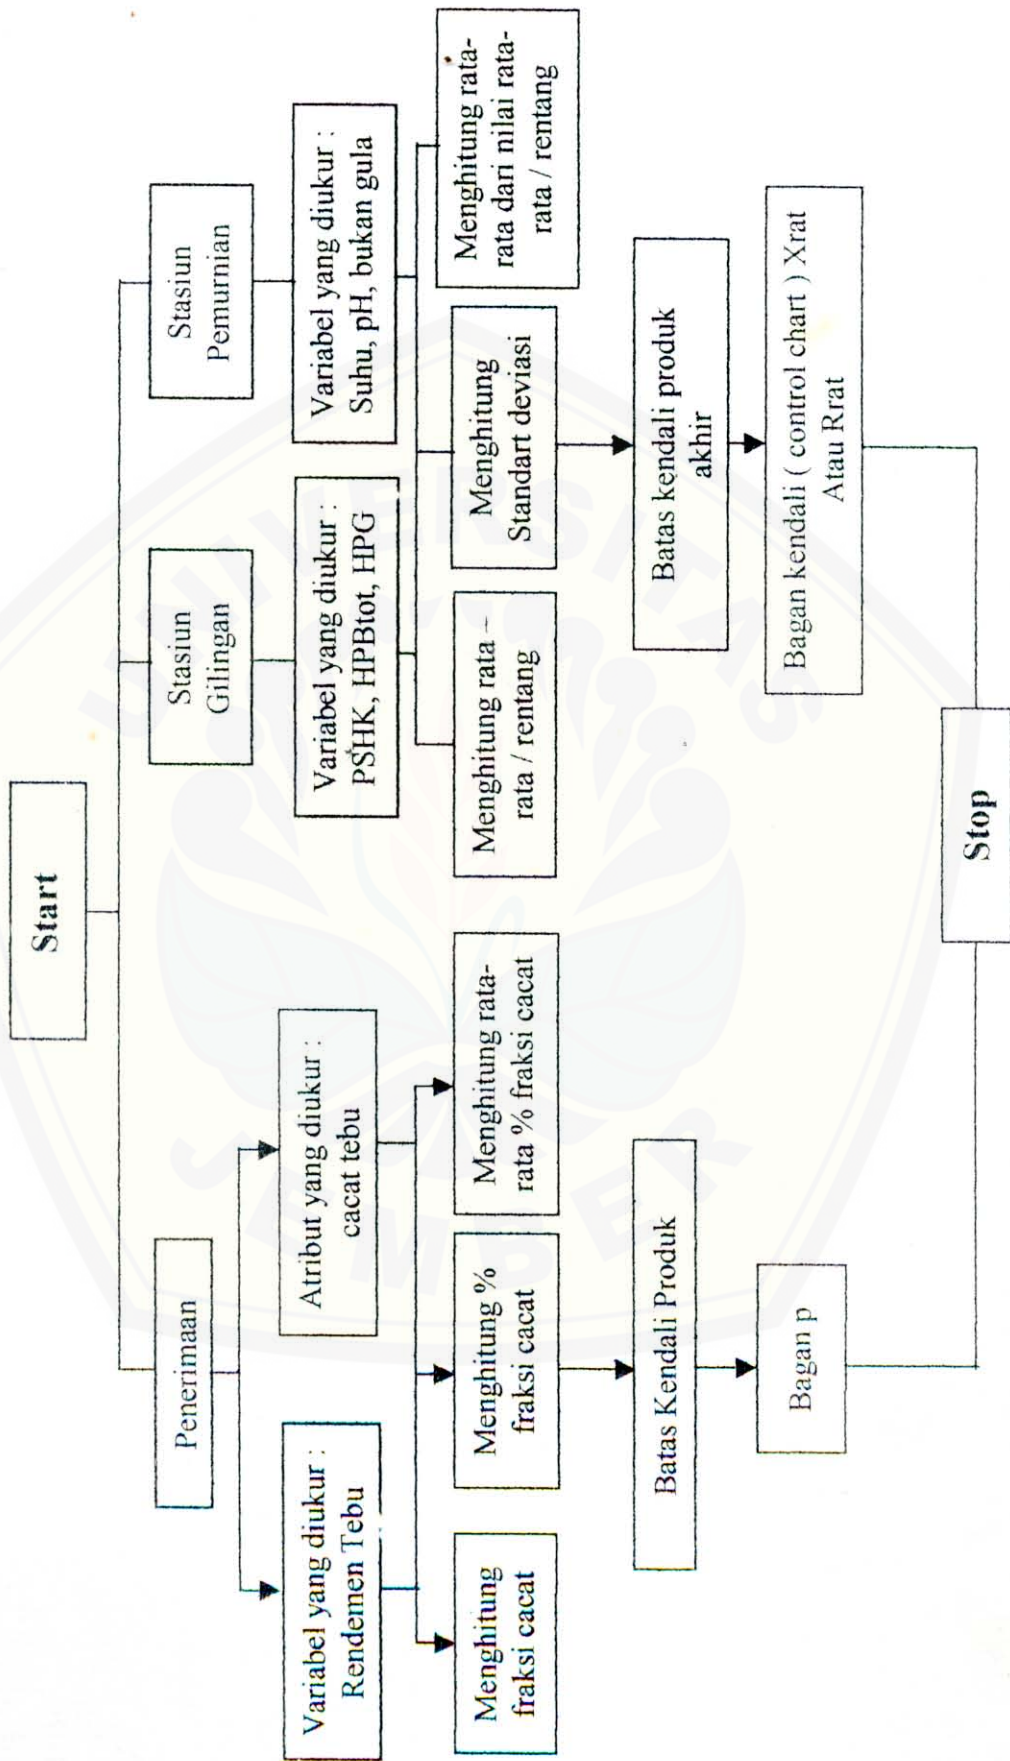 Start
Penerimaan
Stasiun
Gilingan
Stasiun
Pemurnian
Variabel yang diukur :
Rendemen Tebu
Atribut yang diukur :
cacat tebu
Variabel yang diukur :
PSHK, HPBtot, HPG
Variabel yang diukur :
Suhu, pH, bukan gula
Menghitung
fraksi cacat
Menghitung %
fraksi cacat
Menghitung rata-
rata % fraksi cacat
Menghitung rata –
rata / rentang
Menghitung
Standart deviasi
Menghitung rata-
rata dari nilai rata-
rata / rentang
Batas Kendali Produk
Batas kendali produk
akhir
Bagan p
Bagan kendali ( control chart ) Xrat
Atau Rrat
Stop
UNIVERSITAS
JEMBER